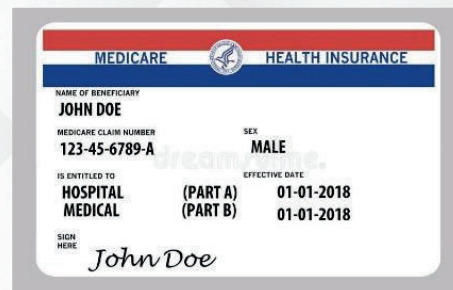 MEDICARE HEALTH INSURANCE
NAME OF BENEFICIARY
JOHN DOE
MEDICARE CLAIM NUMBER SEX
123-45-6789-A MALE
dreamstime.
IS ENTITLED TO EFFECTIVE DATE
HOSPITAL (PART A) 01-01-2018
MEDICAL (PART B) 01-01-2018
SIGN
HERE
John Doe